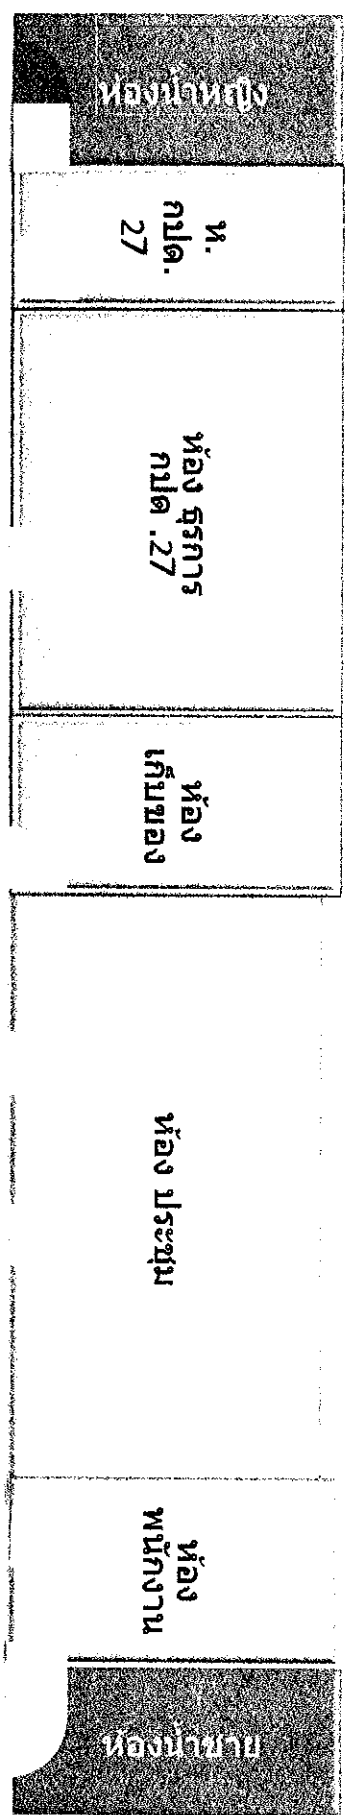 ห้องน้ำหญิง
ห.
กปด.
27
ห้อง ธุรการ
กปด .27
ห้อง
เก็บของ
ห้อง ประชุม
ห้อง
พนักงาน
ห้องน้ำชาย